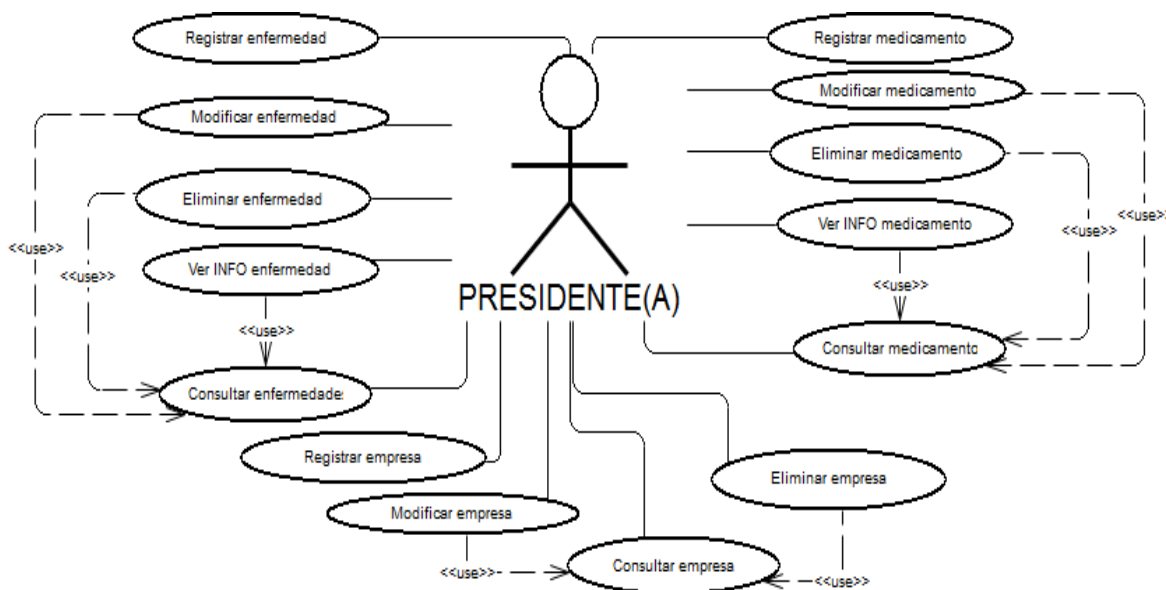 Registrar enfermedad
Registrar medicamento
Modificar medicamento
Modificar enfermedad
Eliminar medicamento
Eliminar enfermedad
Ver INFO medicamento
<<use>>
<<use>>
<<use>>
Ver INFO enfermedad
<<use>>
<<use>>
PRESIDENTE(A)
<<use>>
Consultar medicamento
Consultar enfermedades
Registrar empresa
Eliminar empresa
Modificar empresa
Consultar empresa
<<use>>
<<use>>